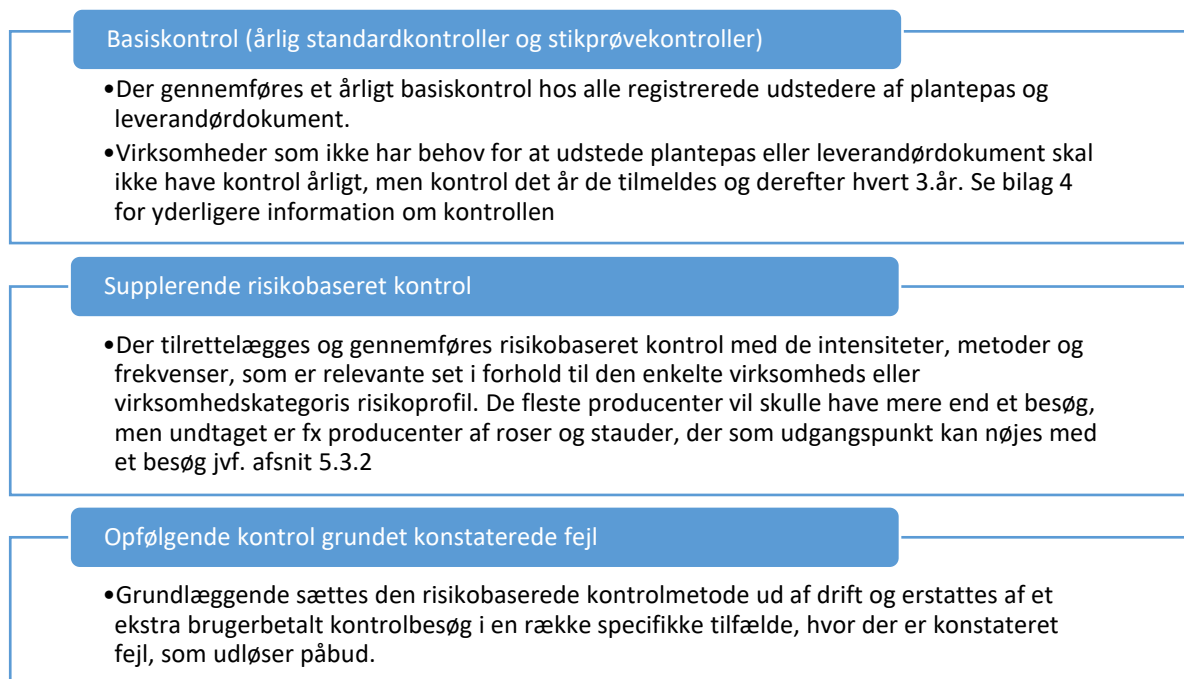 Basiskontrol (årlig standardkontroller og stikprøvekontroller)
•Der gennemføres et årligt basiskontrol hos alle registrerede udstedere af plantepas og
leverandørdokument.
•Virksomheder som ikke har behov for at udstede plantepas eller leverandørdokument skal
ikke have kontrol årligt, men kontrol det år de tilmeldes og derefter hvert 3.år. Se bilag 4
for yderligere information om kontrollen
Supplerende risikobaseret kontrol
•Der tilrettelægges og gennemføres risikobaseret kontrol med de intensiteter, metoder og
frekvenser, som er relevante set i forhold til den enkelte virksomheds eller
virksomhedskategoris risikoprofil. De fleste producenter vil skulle have mere end et besøg,
men undtaget er fx producenter af roser og stauder, der som udgangspunkt kan nøjes med
et besøg jvf. afsnit 5.3.2
Opfølgende kontrol grundet konstaterede fejl
•Grundlæggende sættes den risikobaserede kontrolmetode ud af drift og erstattes af et
ekstra brugerbetalt kontrolbesøg i en række specifikke tilfælde, hvor der er konstateret
fejl, som udløser påbud.